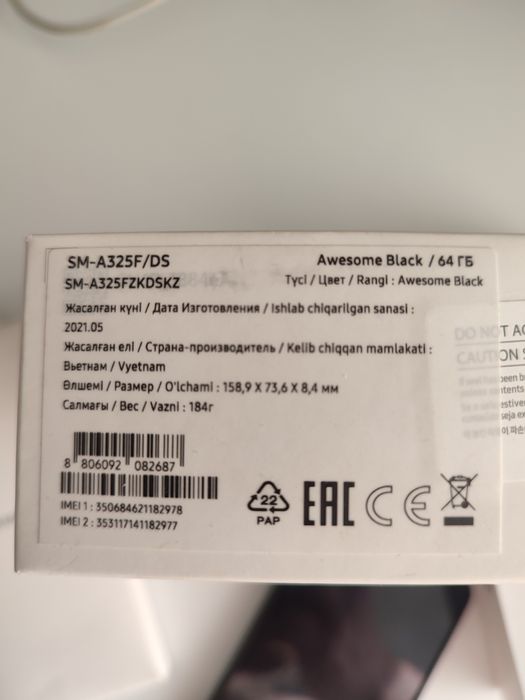 SM-A325F/DS
Awesome Black / 64 ГБ
SM-A325FZKDSKZ
Түсі / Цвет / Rangi : Awesome Black
Жасалған күні / Дата Изготовления / Ishlab chiqarilgan sanasi :
2021.05
Жасалған елі / Страна-производитель / Kelib chiqqan mamlakati :
Вьетнам / Vyetnam
Өлшемі / Размер / O'lchami : 158,9 X 73,6 X 8,4 мм
Салмағы / Вес / Vazni : 184г
8 806092 082687
IMEI 1 : 350684621182978
IMEI 2 : 353117141182977
22
PAP
EAC
CE
DO NOT AC
CAUTION S